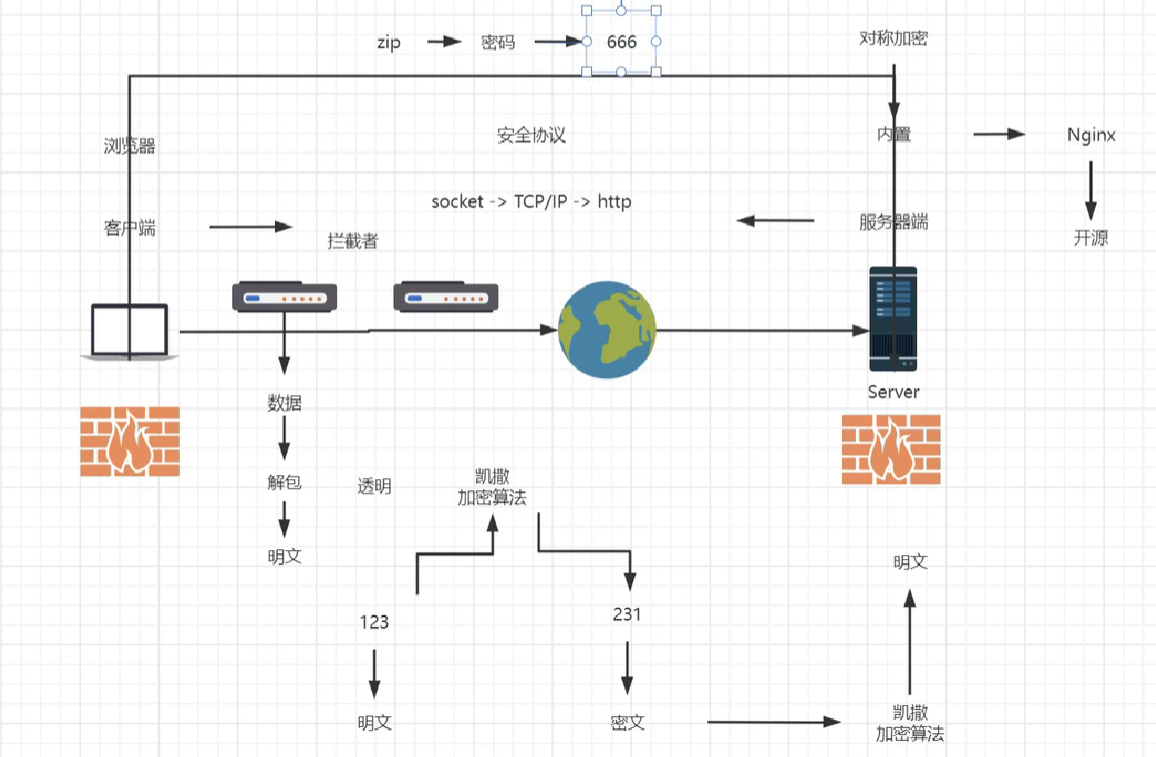 zip
密码
666
对称加密
浏览器
安全协议
内置
Nginx
客户端
socket -> TCP/IP -> http
服务器端
开源
拦截者
Server
数据
解包
透明
凯撒
加密算法
明文
明文
123
231
明文
密文
凯撒
加密算法